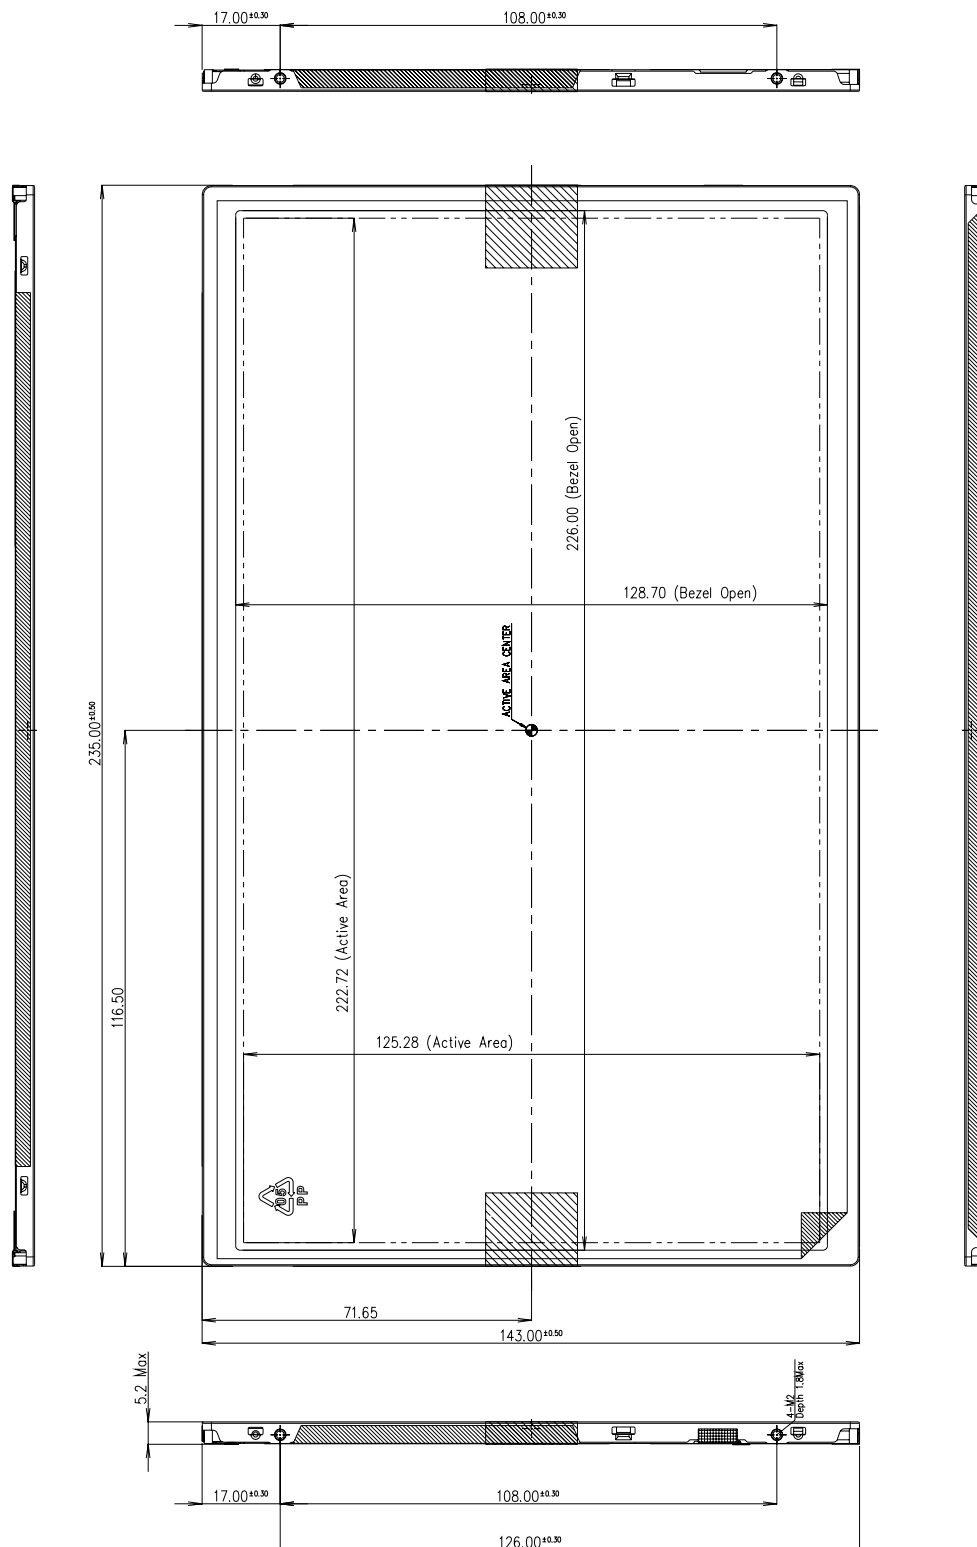 17.00±0.30
108.00±0.30
226.00 (Bezel Open)
128.70 (Bezel Open)
ACTIVE AREA CENTER
235.00±0.50
222.72 (Active Area)
116.50
125.28 (Active Area)
05
PP
71.65
143.00±0.50
5.2 Max
4-M2
Depth 1.8Max
17.00±0.30
108.00±0.30
126.00±0.30